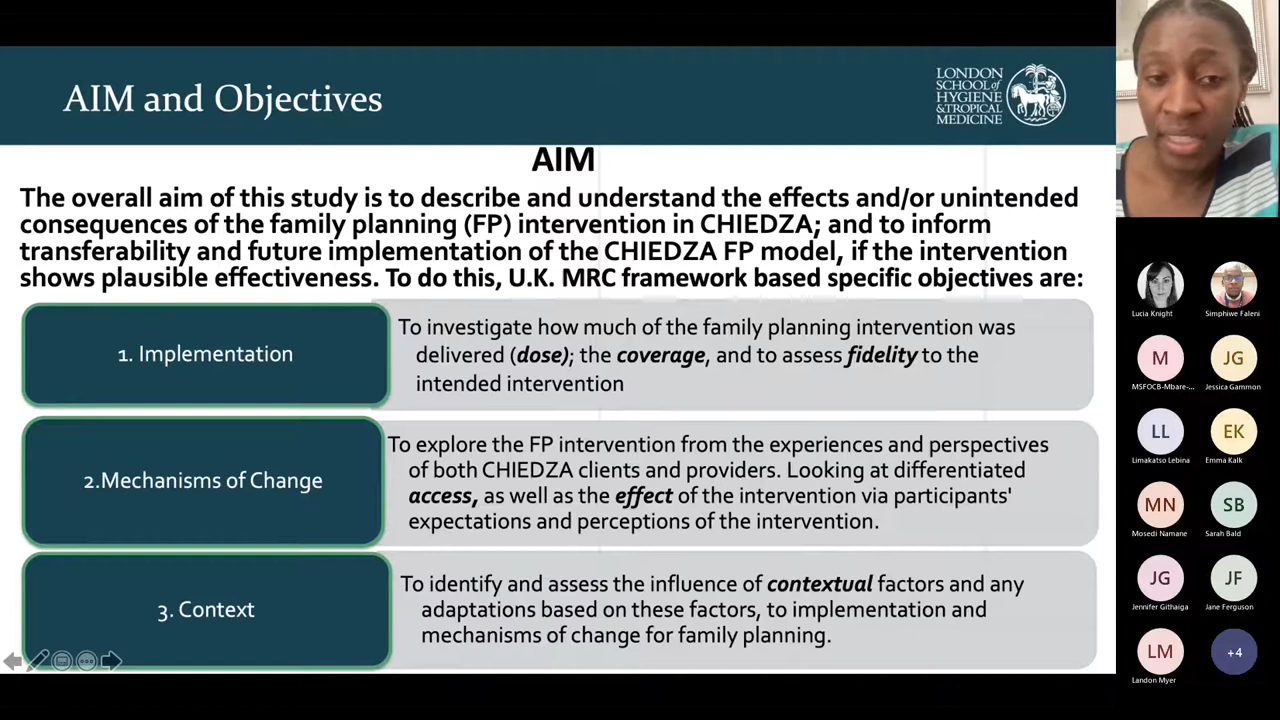 AIM and Objectives
LONDON
SCHOOL of
HYGIENE
&TROPICAL
MEDICINE
AIM
The overall aim of this study is to describe and understand the effects and/or unintended
consequences of the family planning (FP) intervention in CHIEDZA; and to inform
transferability and future implementation of the CHIEDZA FP model, if the intervention
shows plausible effectiveness. To do this, U.K. MRC framework based specific objectives are:
1. Implementation
To investigate how much of the family planning intervention was
delivered (dose); the coverage, and to assess fidelity to the
intended intervention
2.Mechanisms of Change
To explore the FP intervention from the experiences and perspectives
of both CHIEDZA clients and providers. Looking at differentiated
access, as well as the effect of the intervention via participants'
expectations and perceptions of the intervention.
3. Context
To identify and assess the influence of contextual factors and any
adaptations based on these factors, to implementation and
mechanisms of change for family planning.
Lucia Knight
Simphiwe Faleni
M
JG
MSFOCB-Mbare-...
Jessica Gammon
LL
EK
Limakatso Lebina
Emma Kalk
MN
SB
Mosedi Namane
Sarah Bald
JG
JF
Jennifer Githaiga
Jane Ferguson
LM
+4
Landon Myer